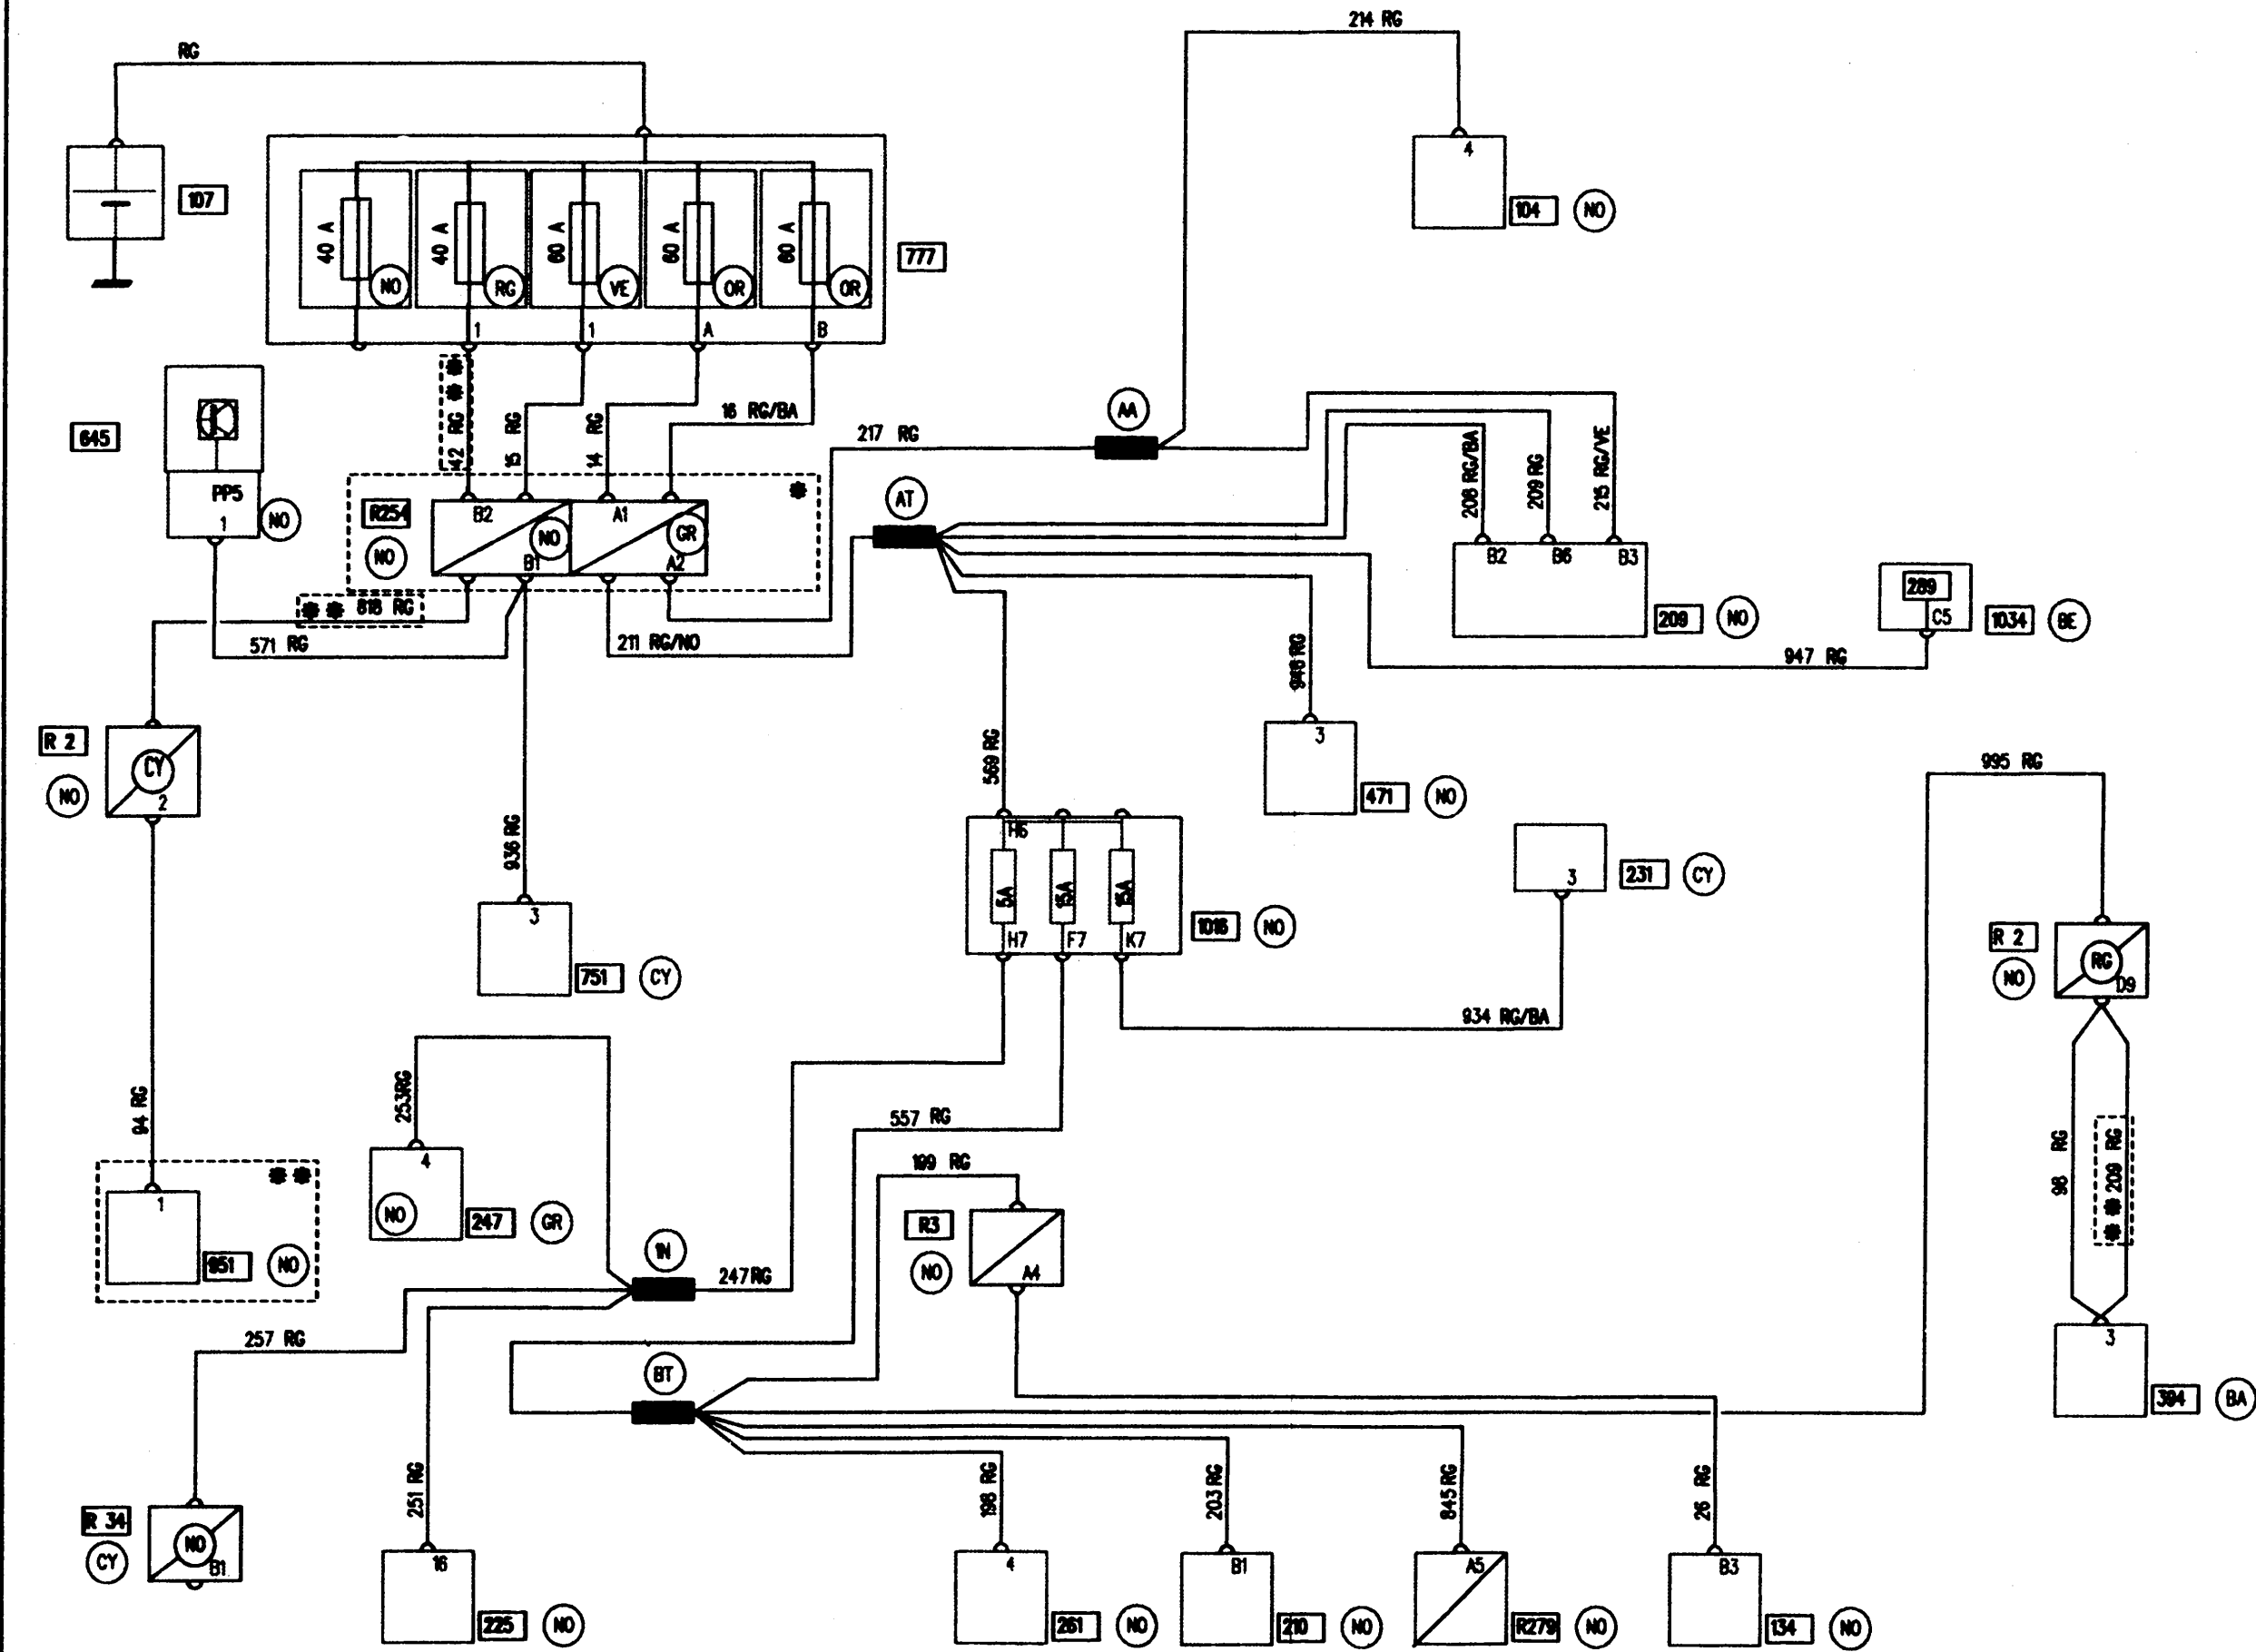 214 RG
RG
4
107
104 NO
40 A NO
40 A RG
60 A VE
60 A OR
60 A OR
777
1 1 A B
AA
645
42 RG
15 RG
14 RG
16 RG/BA
217 RG
208 RG/BA
209 RG
215 RG/VE
PP5
1 NO
R254
NO
B2 NO B1
A1 GR A2
*
AT
B2 B6 B3
209 NO
289
C5
1034 BE
** 818 RG
571 RG
211 RG/NO
947 RG
948 RG
R 2
NO
CY
2
3
471 NO
569 RG
995 RG
936 RG
H6
5A 15A 15A
H7 F7 K7
1016 NO
3
231 CY
3
751 CY
934 RG/BA
R 2
NO
RG
D9
94 RG
253RG
557 RG
199 RG
98 RG
** 209 RG
4
NO
247 GR
**
1
951 NO
R3
NO
A4
1N
247RG
257 RG
BT
3
394 BA
251 RG
198 RG
203 RG
845 RG
26 RG
R 34
CY
NO
B1
16
225 NO
4
261 NO
B1
210 NO
A5
R279 NO
B3
134 NO